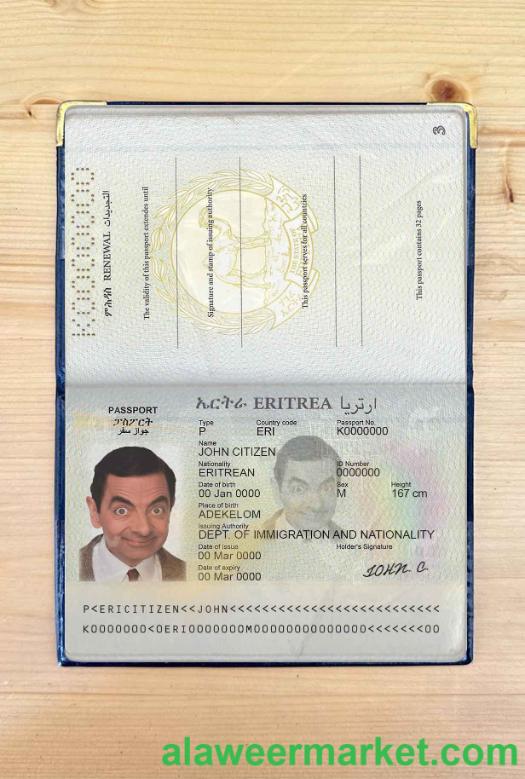 3
K0000000
ምሕዳስ RENEWAL التجديدات
The validity of this passport extendes until
Signature and stamp of issuing authority
This passport serves for all countries
This passport contains 32 pages
ኤርትራ ERITREA ارتريا
PASSPORT
ፓስፖርት
جواز سفر
Type Country code Passport No.
P ERI K0000000
Name
JOHN CITIZEN
Nationality ID Number
ERITREAN 0000000
Date of birth Sex Height
00 Jan 0000 M 167 cm
Place of birth
ADEKELOM
Issuing Authority
DEPT. OF IMMIGRATION AND NATIONALITY
Date of issue Holder's Signature
00 Mar 0000
Date of expiry
00 Mar 0000 JOHN C.
P<ERICITIZEN<<JOHN<<<<<<<<<<<<<<<<<<<<<<<<<<
K0000000<0ERI0000000M00000000000000<<<<<<<00
alaweermarket.com